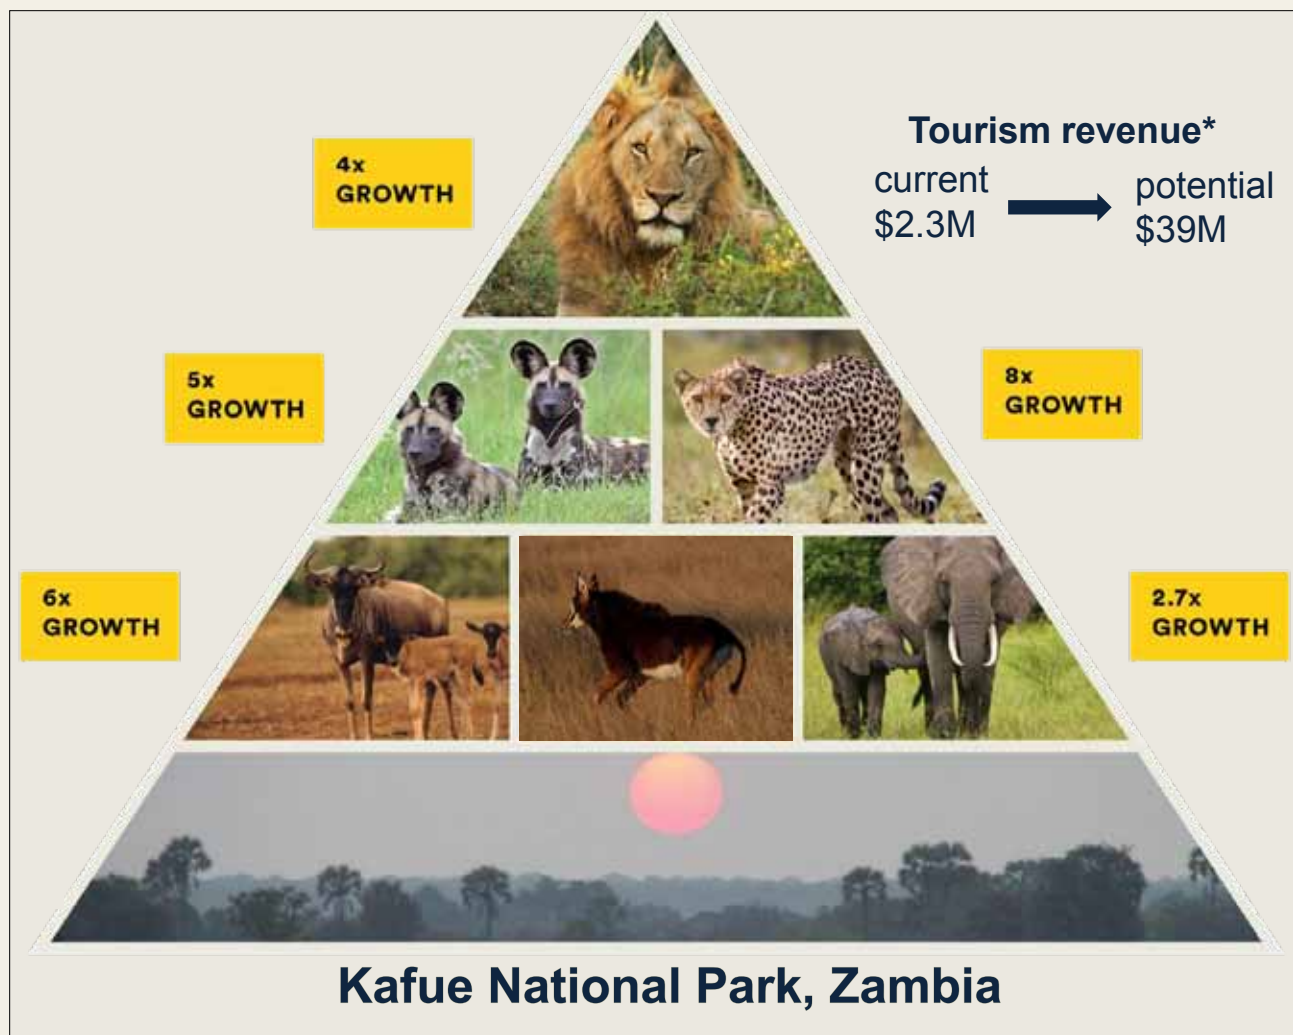 4x
GROWTH
Tourism revenue*
current
$2.3M
potential
$39M
5x
GROWTH
8x
GROWTH
6x
GROWTH
2.7x
GROWTH
Kafue National Park, Zambia